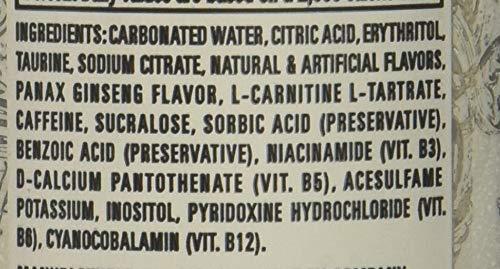 INGREDIENTS: CARBONATED WATER, CITRIC ACID, ERYTHRITOL,
TAURINE, SODIUM CITRATE, NATURAL & ARTIFICIAL FLAVORS,
PANAX GINSENG FLAVOR, L-CARNITINE L-TARTRATE,
CAFFEINE, SUCRALOSE, SORBIC ACID (PRESERVATIVE),
BENZOIC ACID (PRESERVATIVE), NIACINAMIDE (VIT. B3),
D-CALCIUM PANTOTHENATE (VIT. B5), ACESULFAME
POTASSIUM, INOSITOL, PYRIDOXINE HYDROCHLORIDE (VIT.
B6), CYANOCOBALAMIN (VIT. B12).